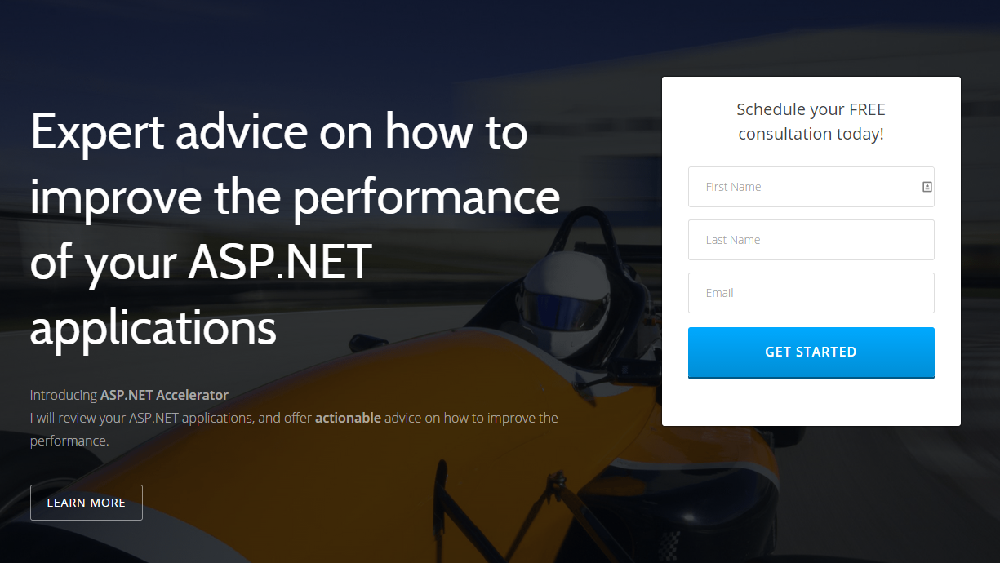 Expert advice on how to
improve the performance
of your ASP.NET
applications
Introducing ASP.NET Accelerator
I will review your ASP.NET applications, and offer actionable advice on how to improve the
performance.
LEARN MORE
Schedule your FREE
consultation today!
First Name
Last Name
Email
GET STARTED